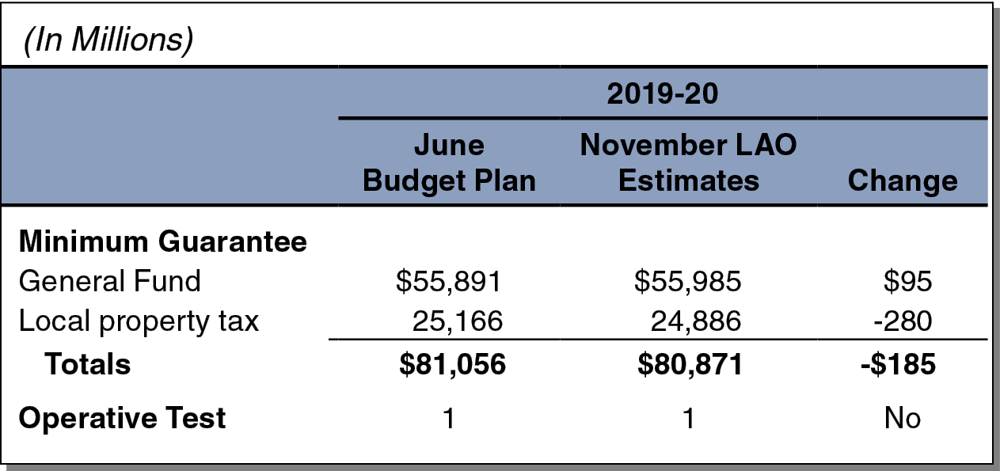 (In Millions)
2019-20
June Budget Plan November LAO Estimates Change
Minimum Guarantee
General Fund $55,891 $55,985 $95
Local property tax 25,166 24,886 -280
Totals $81,056 $80,871 -$185
Operative Test 1 1 No